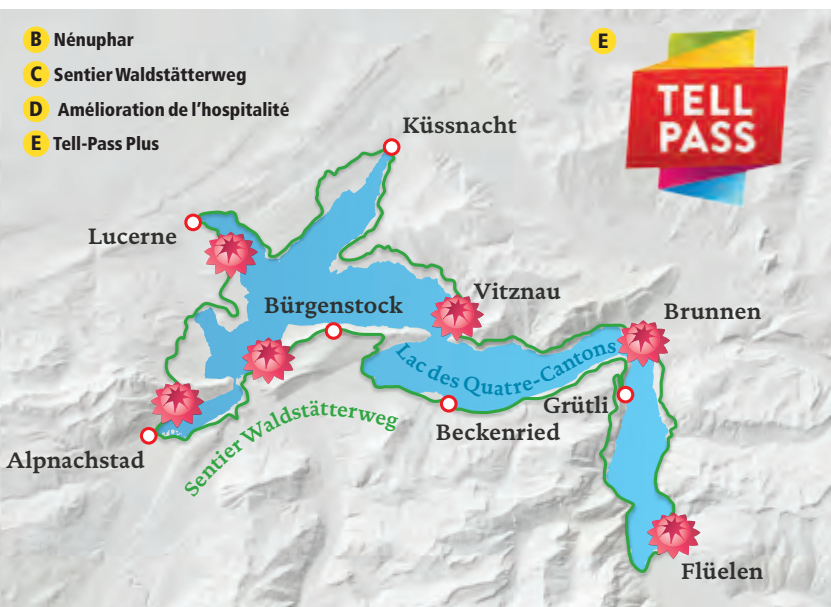 B Nénuphar
C Sentier Waldstätterweg
D Amélioration de l'hospitalité
E Tell-Pass Plus
E
TELL
PASS
Küssnacht
Lucerne
Vitznau
Bürgenstock
Brunnen
Lac des Quatre-Cantons
Grütli
Beckenried
Sentier Waldstätterweg
Alpnachstad
Flüelen